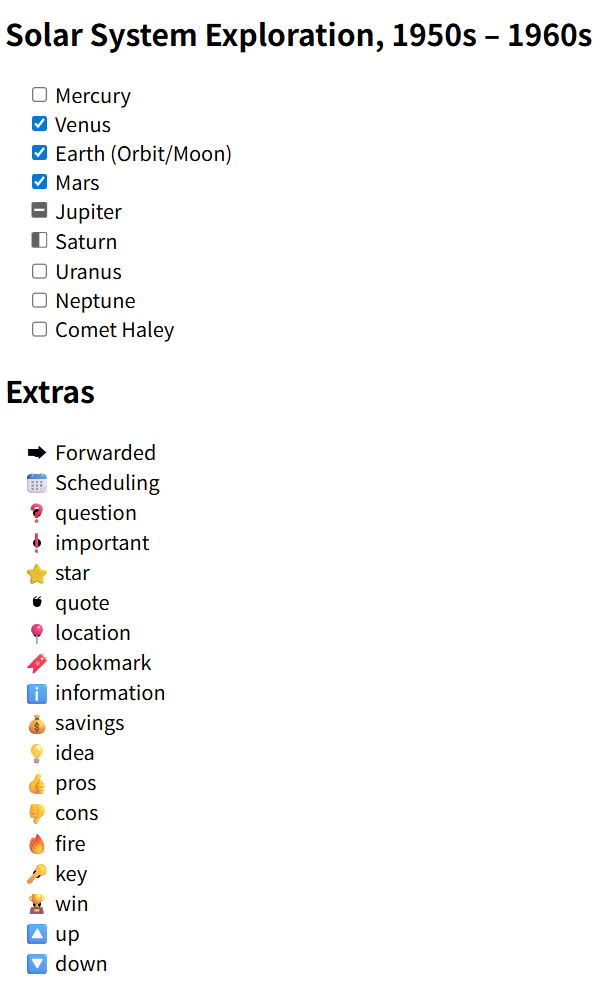 Solar System Exploration, 1950s – 1960s
Mercury
Venus
Earth (Orbit/Moon)
Mars
Jupiter
Saturn
Uranus
Neptune
Comet Haley
Extras
Forwarded
Scheduling
question
important
star
quote
location
bookmark
information
savings
idea
pros
cons
fire
key
win
up
down